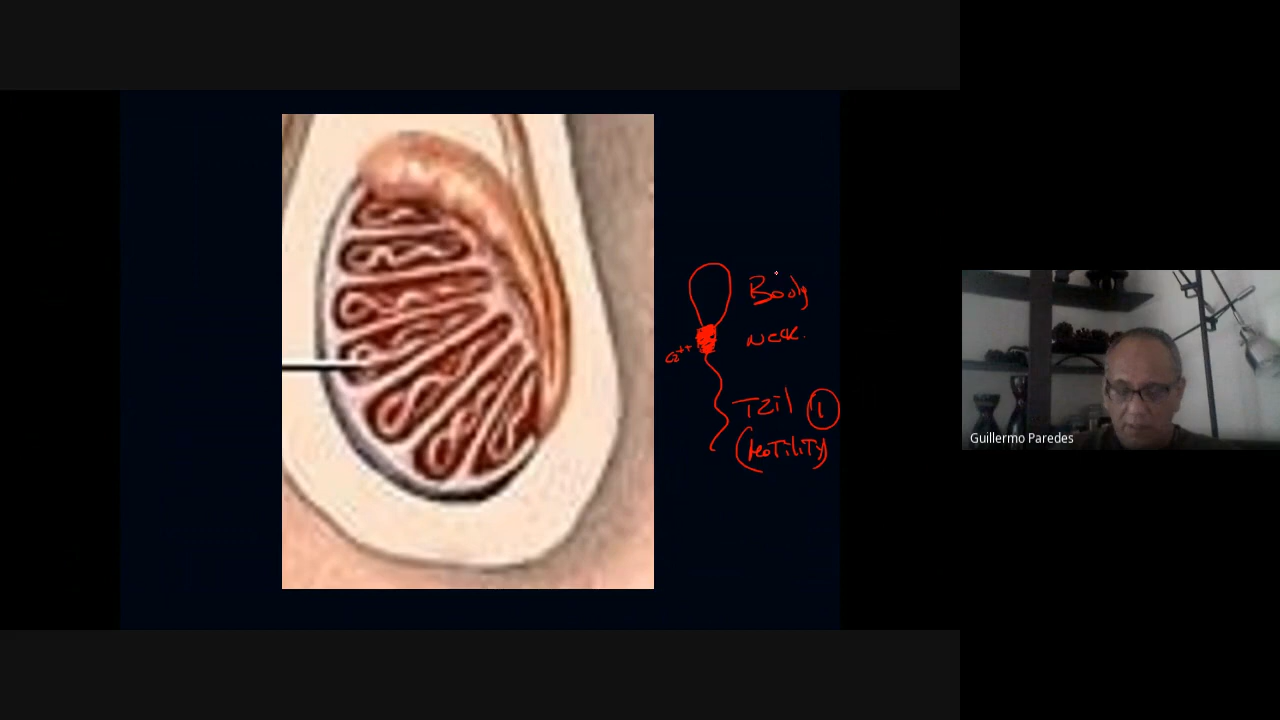 Body
Neck.
Ca++
Tail 1
(Motility)
Guillermo Paredes